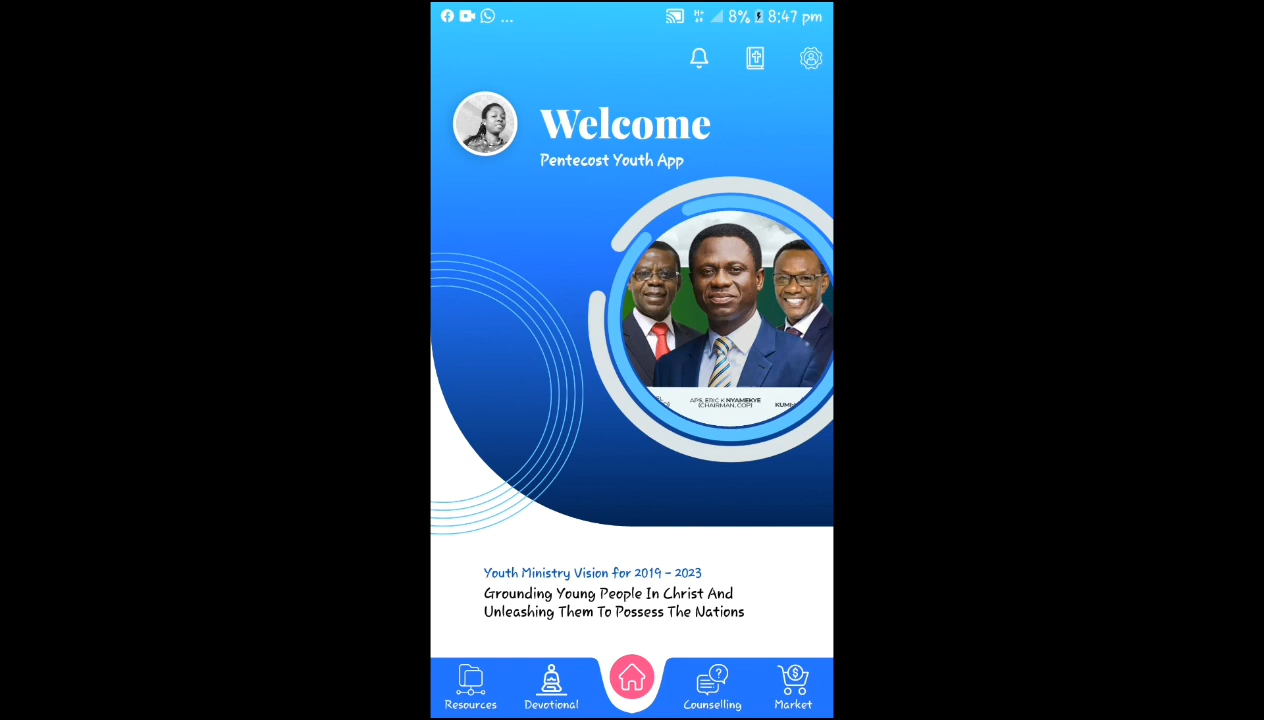 ... H+ 8% 8:47 pm
Welcome
Pentecost Youth App
APS. ERIC K NYAMEKYE
(CHAIRMAN, COP)
Youth Ministry Vision for 2019 - 2023
Grounding Young People In Christ And
Unleashing Them To Possess The Nations
Resources Devotional Counselling Market